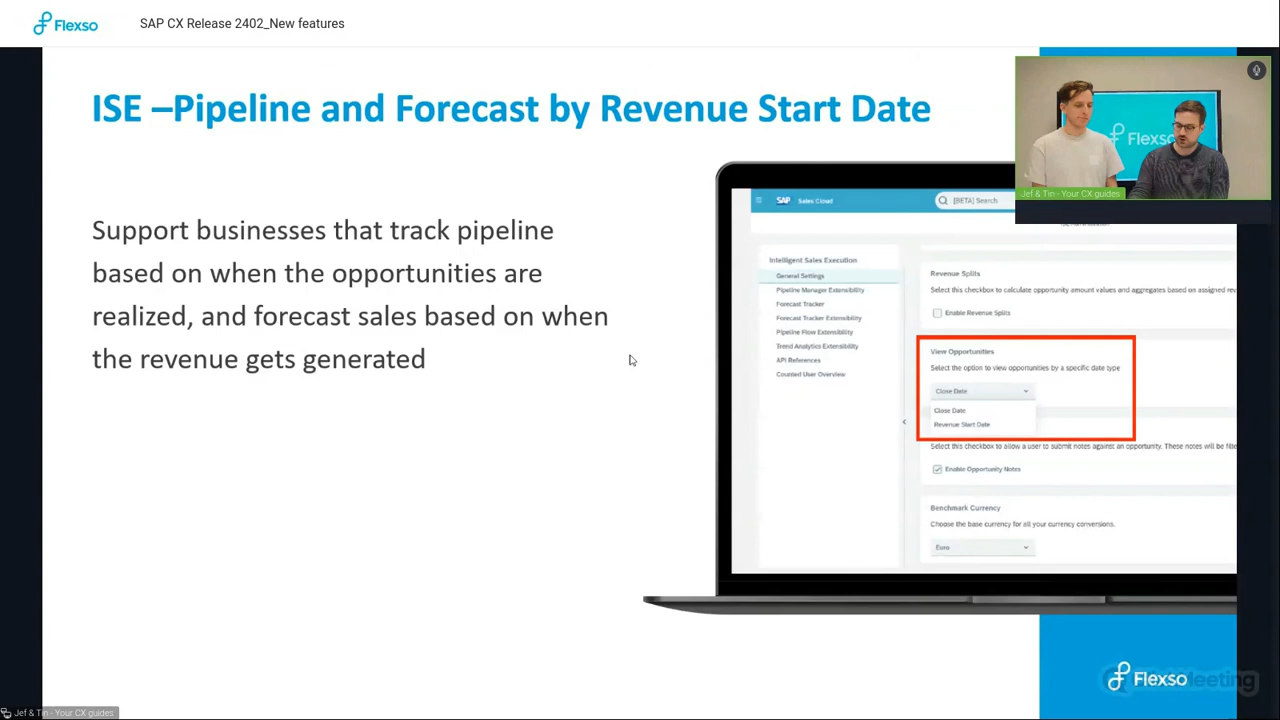 Flexso
SAP CX Release 2402_New features
ISE –Pipeline and Forecast by Revenue Start Date
Support businesses that track pipeline
based on when the opportunities are
realized, and forecast sales based on when
the revenue gets generated
Flexso
Jef & Tin - Your CX guides
SAP Sales Cloud
[BETA] Search
Intelligent Sales Execution
General Settings
Pipeline Manager Extensibility
Forecast Tracker
Forecast Tracker Extensibility
Pipeline Flow Extensibility
Trend Analytics Extensibility
API References
Counted User Overview
Revenue Splits
Select this checkbox to calculate opportunity amount values and aggregates based on assigned rev
Enable Revenue Splits
View Opportunities
Select the option to view opportunities by a specific date type
Close Date
Close Date
Revenue Start Date
Select this checkbox to allow a user to submit notes against an opportunity. These notes will be filte
Enable Opportunity Notes
Benchmark Currency
Choose the base currency for all your currency conversions.
Euro
Flexso
Jef & Tin - Your CX guides